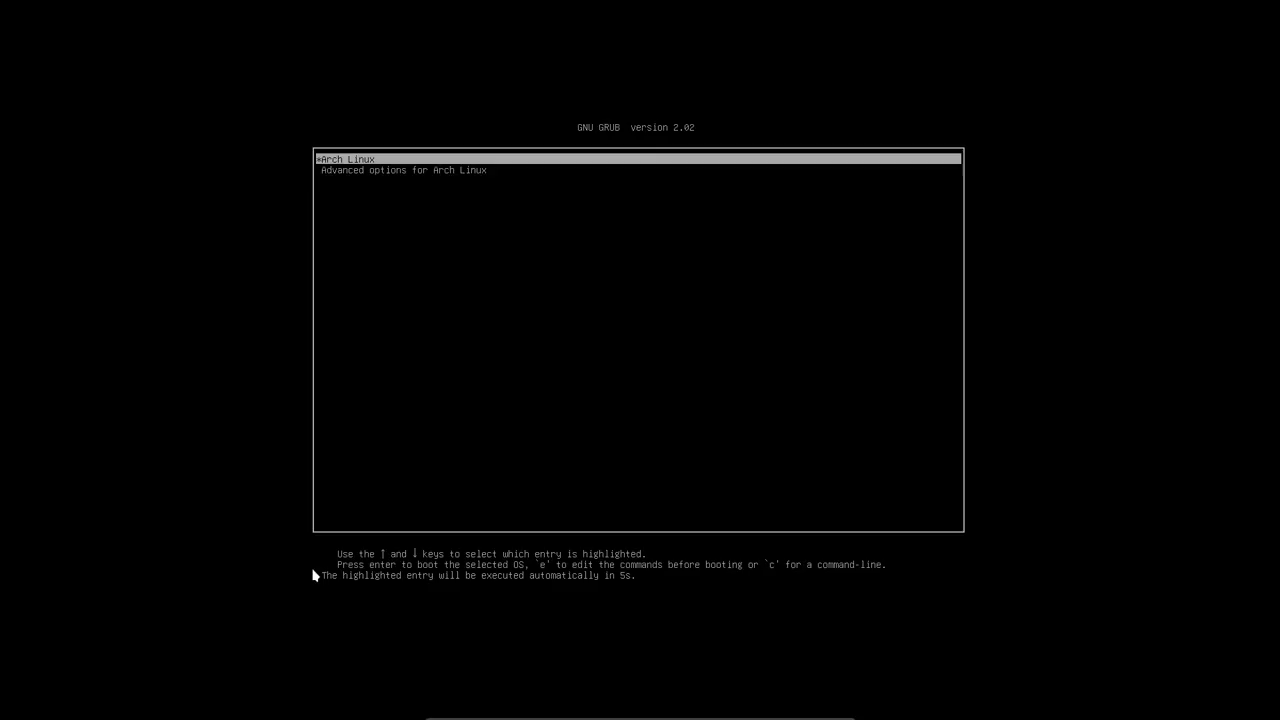 GNU GRUB  version 2.02
*Arch Linux
Advanced options for Arch Linux
Use the ↑ and ↓ keys to select which entry is highlighted.
Press enter to boot the selected OS, `e' to edit the commands before booting or `c' for a command-line.
The highlighted entry will be executed automatically in 5s.